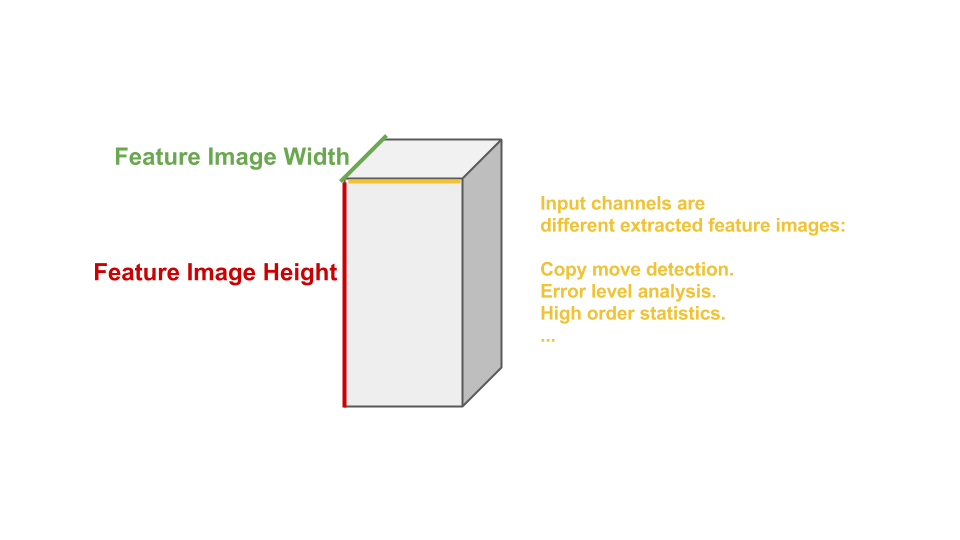 Feature Image Width
Feature Image Height
Input channels are
different extracted feature images:
Copy move detection.
Error level analysis.
High order statistics.
...